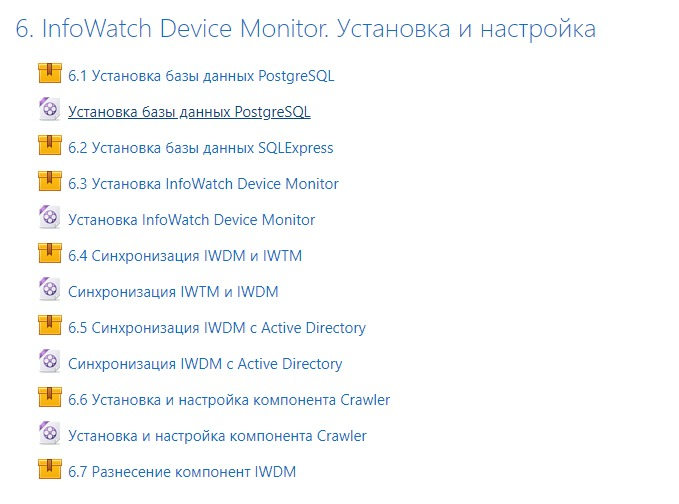 6. InfoWatch Device Monitor. Установка и настройка
6.1 Установка базы данных PostgreSQL
Установка базы данных PostgreSQL
6.2 Установка базы данных SQLExpress
6.3 Установка InfoWatch Device Monitor
Установка InfoWatch Device Monitor
6.4 Синхронизация IWDM и IWTM
Синхронизация IWTM и IWDM
6.5 Синхронизация IWDM с Active Directory
Синхронизация IWDM с Active Directory
6.6 Установка и настройка компонента Crawler
Установка и настройка компонента Crawler
6.7 Разнесение компонент IWDM